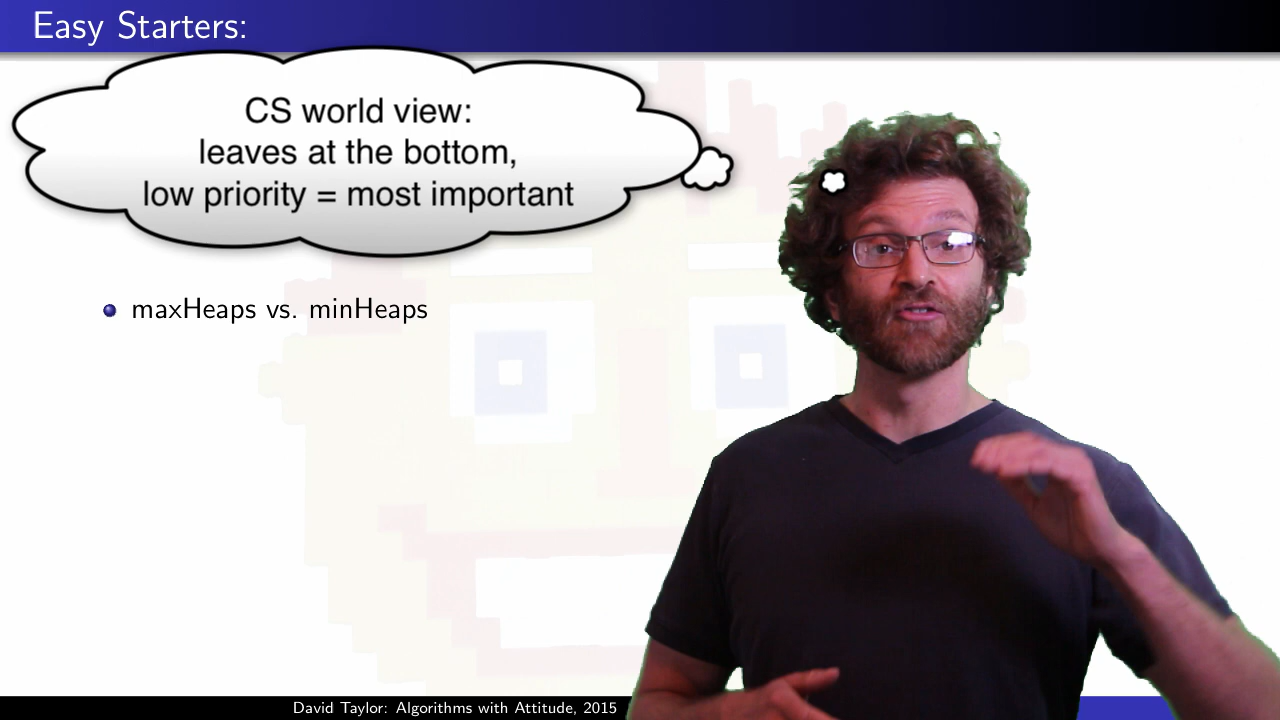 Easy Starters:
CS world view:
leaves at the bottom,
low priority = most important
maxHeaps vs. minHeaps
David Taylor: Algorithms with Attitude, 2015